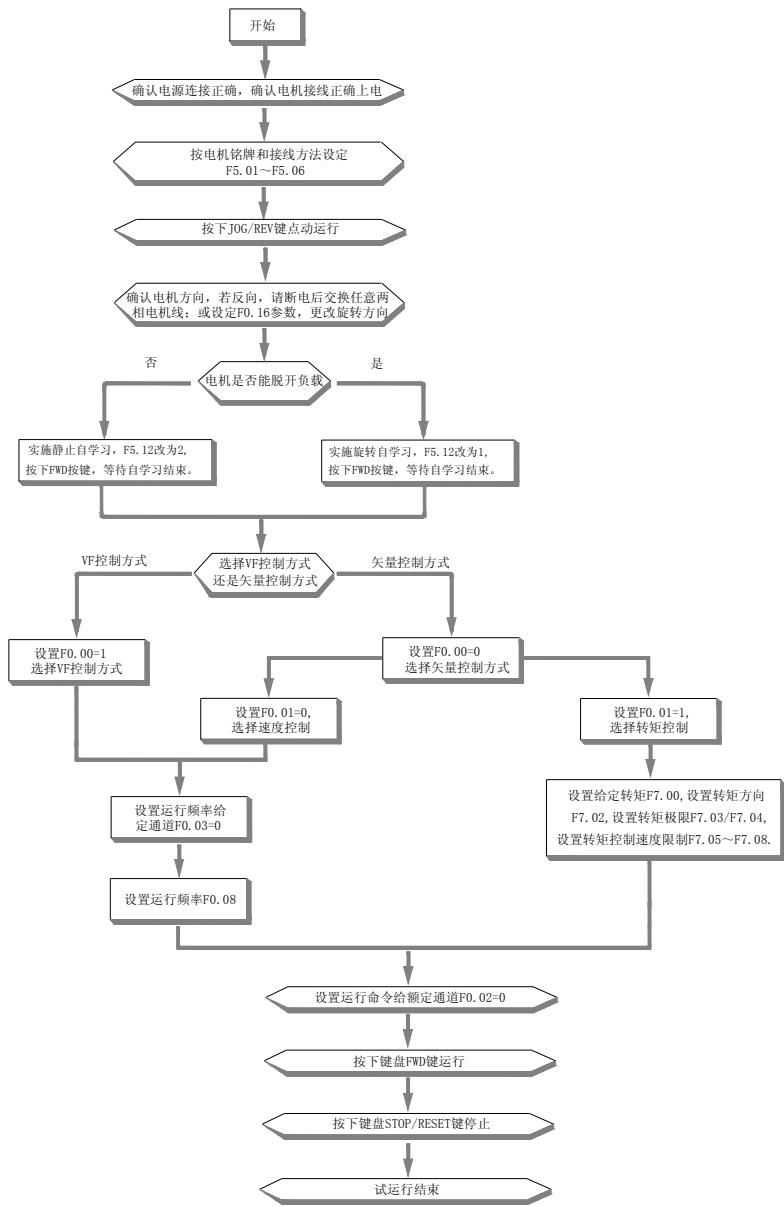 开始
确认电源连接正确，确认电机接线正确上电
按电机铭牌和接线方法设定
F5.01～F5.06
按下JOG/REV键点动运行
确认电机方向，若反向，请断电后交换任意两
相电机线；或设定F0.16参数，更改旋转方向
否
电机是否能脱开负载
是
实施静止自学习，F5.12改为2,
按下FWD按键，等待自学习结束。
实施旋转自学习，F5.12改为1,
按下FWD按键，等待自学习结束。
VF控制方式
选择VF控制方式
还是矢量控制方式
矢量控制方式
设置F0.00=1
选择VF控制方式
设置F0.00=0
选择矢量控制方式
设置F0.01=0,
选择速度控制
设置F0.01=1,
选择转矩控制
设置运行频率给
定通道F0.03=0
设置给定转矩F7.00,设置转矩方向
F7.02,设置转矩极限F7.03/F7.04,
设置转矩控制速度限制F7.05～F7.08.
设置运行频率F0.08
设置运行命令给额定通道F0.02=0
按下键盘FWD键运行
按下键盘STOP/RESET键停止
试运行结束